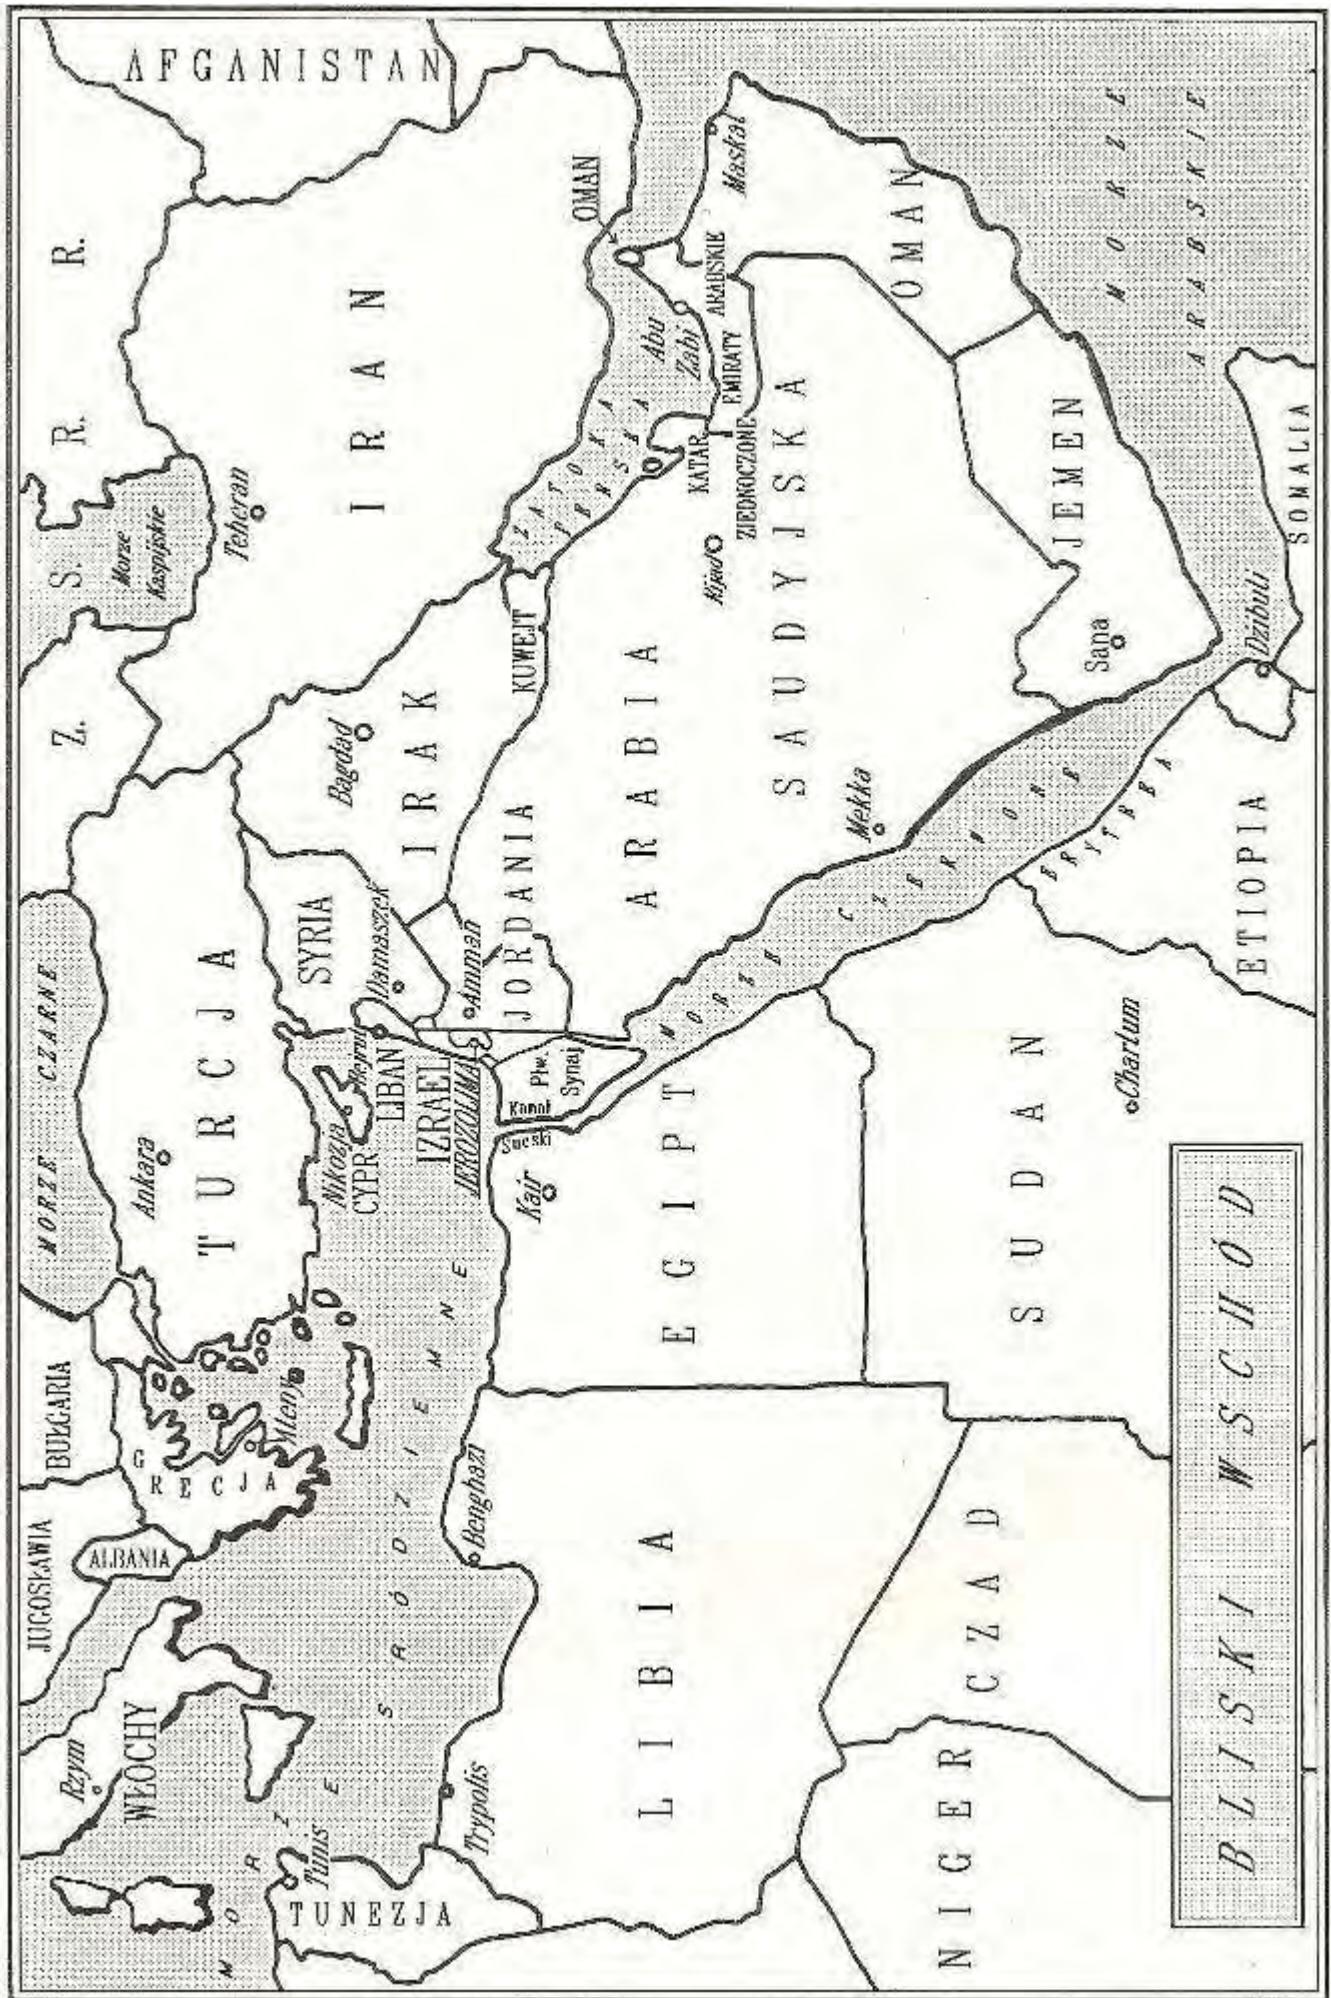 BLISKI WSCHÓD
MORZE CZARNE
Z. S. R. R.
Morze
Kaspijskie
AFGANISTAN
JUGOSŁAWIA
BUŁGARIA
ALBANIA
GRECJA
Ateny
WŁOCHY
Rzym
TURCJA
Ankara
IRAN
Teheran
SYRIA
Damaszek
IRAK
Bagdad
LIBAN
Bejrut
CYPR
Nikozja
IZRAEL
JEROZOLIMA
JORDANIA
Amman
KUWEJT
ZATOKA
PERSKA
MORZE ŚRÓDZIEMNE
TUNEZJA
Tunis
Trypolis
LIBIA
Benghazi
EGIPT
Kair
Kanał
Sueski
Płw.
Synaj
ARABIA
SAUDYJSKA
Rijad
Mekka
KATAR
ZIEDNOCZONE
EMIRATY
ARABSKIE
Abu
Zabi
OMAN
OMAN
Maskat
JEMEN
Sana
MORZE CZERWONE
MORZE
ARABSKIE
NIGER
CZAD
SUDAN
Chartum
ERYTREA
ETIOPIA
Dżibuti
SOMALIA